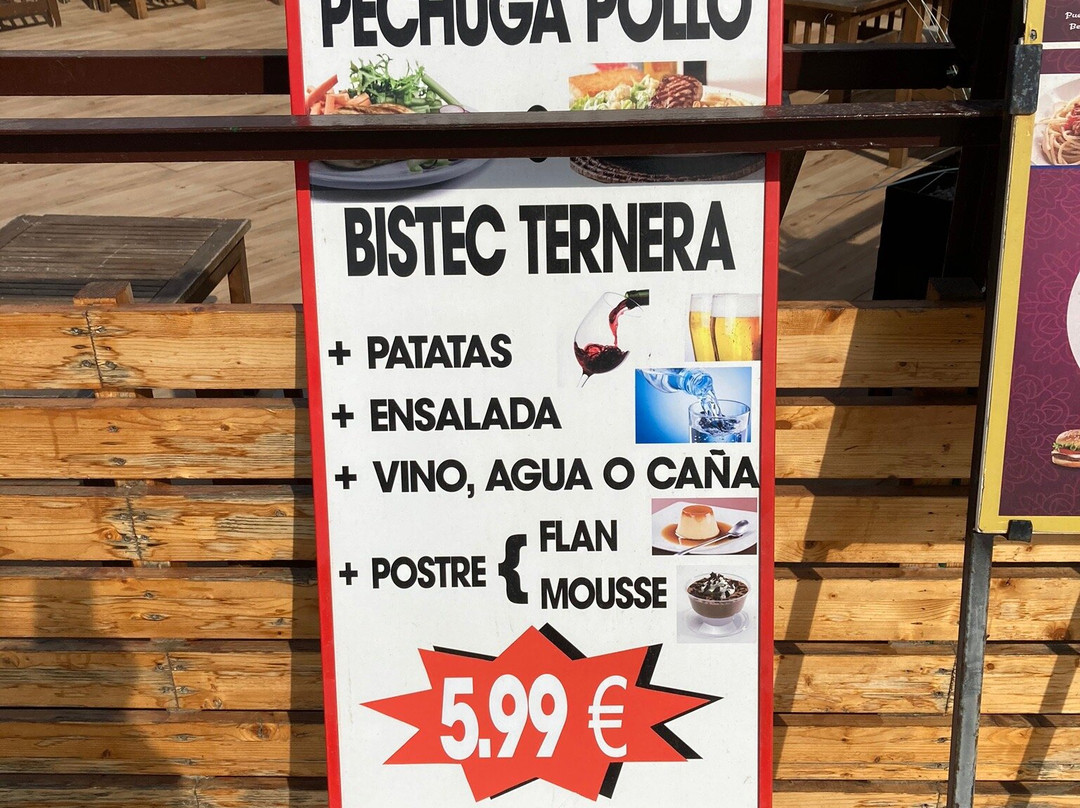 PECHUGA POLLO
BISTEC TERNERA
+ PATATAS
+ ENSALADA
+ VINO, AGUA O CAÑA
+ POSTRE { FLAN
MOUSSE
5.99 €